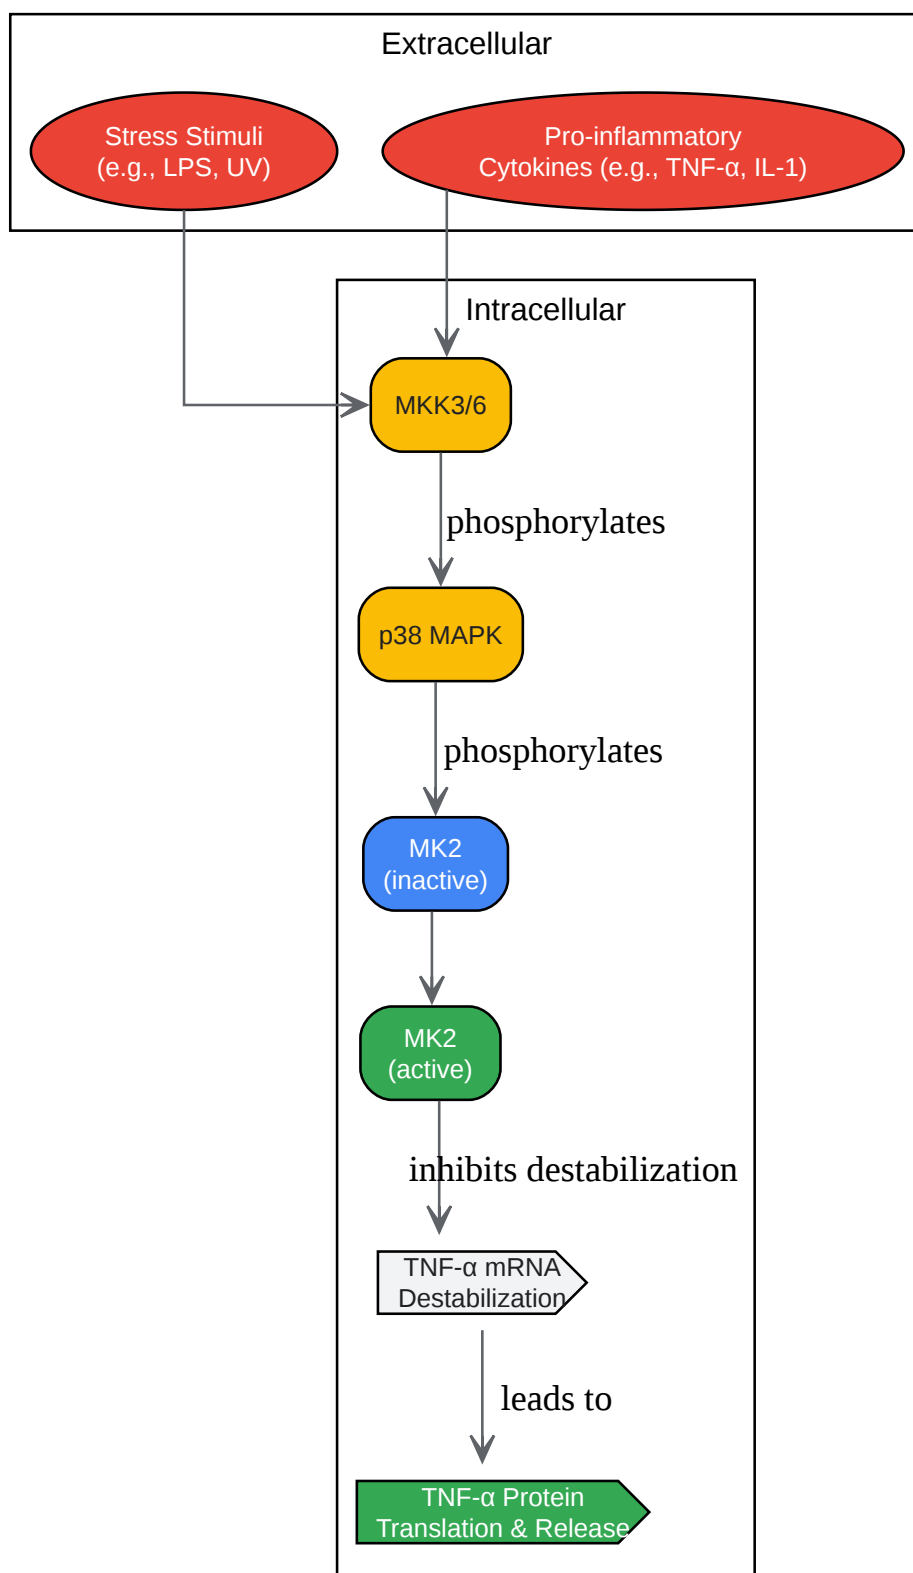 Extracellular
Stress Stimuli
(e.g., LPS, UV)
Pro-inflammatory
Cytokines (e.g., TNF-α, IL-1)
Intracellular
MKK3/6
phosphorylates
p38 MAPK
phosphorylates
MK2
(inactive)
MK2
(active)
inhibits destabilization
TNF-α mRNA
Destabilization
leads to
TNF-α Protein
Translation & Release